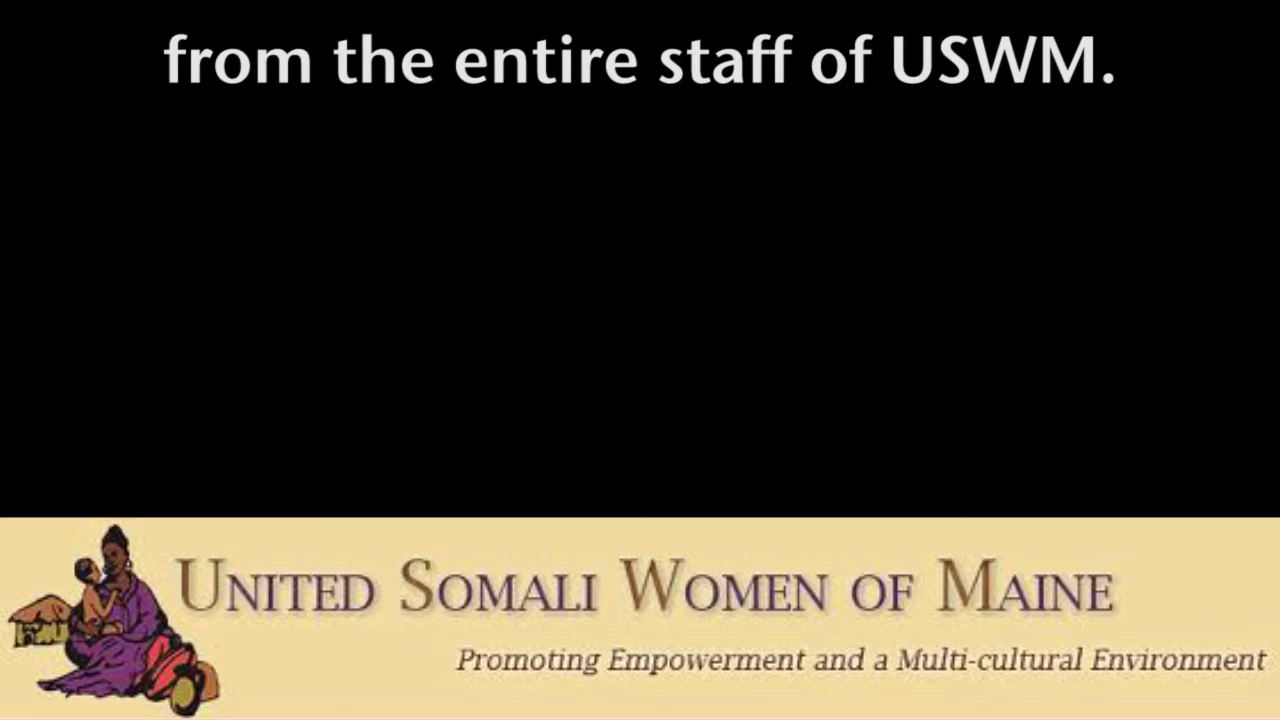 from the entire staff of USWM.
UNITED SOMALI WOMEN OF MAINE
Promoting Empowerment and a Multi-cultural Environment